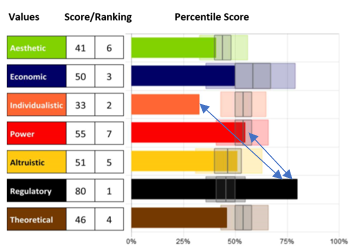 Values Score/Ranking Percentile Score
Aesthetic 41 6
Economic 50 3
Individualistic 33 2
Power 55 7
Altruistic 51 5
Regulatory 80 1
Theoretical 46 4
0% 25% 50% 75% 100%